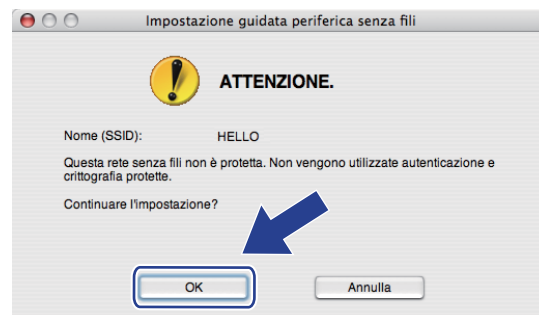 Impostazione guidata periferica senza fili
ATTENZIONE.
Nome (SSID): HELLO
Questa rete senza fili non è protetta. Non vengono utilizzate autenticazione e
crittografia protette.
Continuare l'impostazione?
OK Annulla